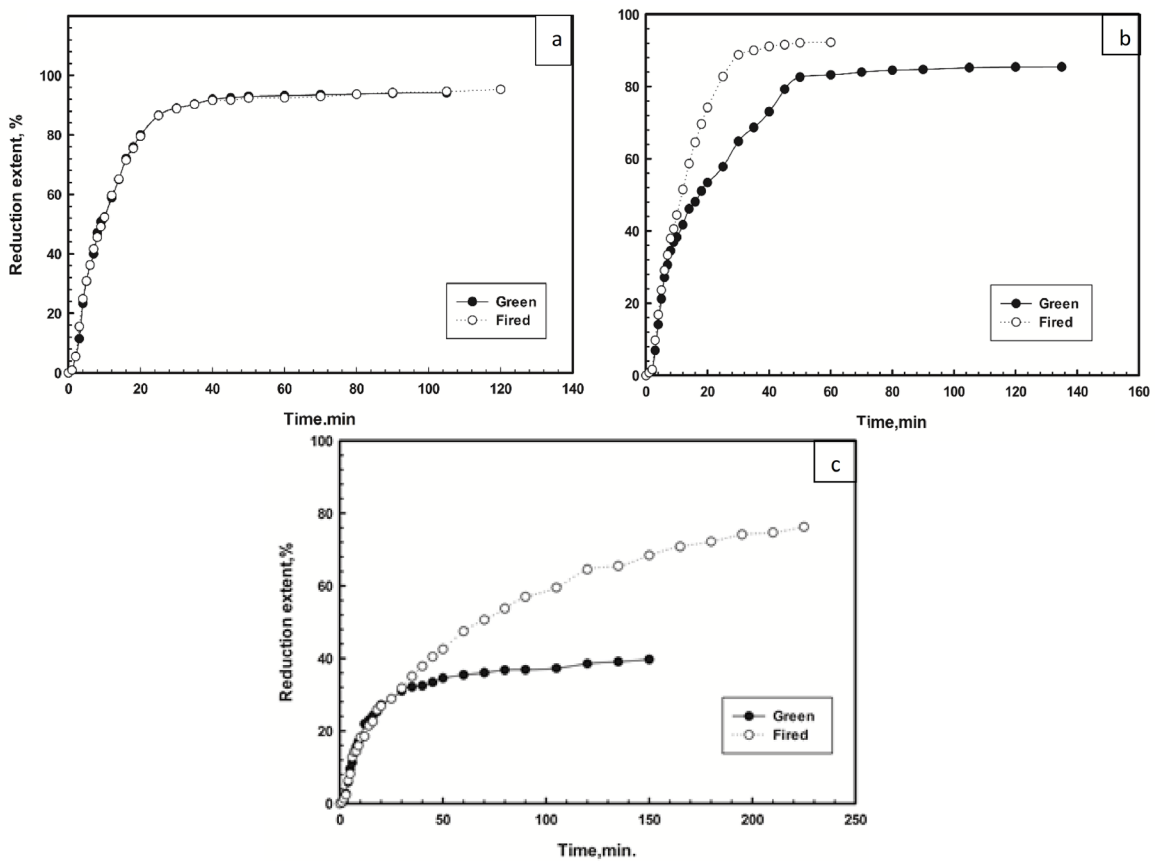 a
100
80
60
40
20
0
Reduction extent, %
Green
Fired
0 20 40 60 80 100 120 140
Time.min
b
100
80
60
40
20
0
Green
Fired
0 20 40 60 80 100 120 140 160
Time,min
c
100
80
60
40
20
0
Reduction extent,%
Green
Fired
0 50 100 150 200 250
Time,min.